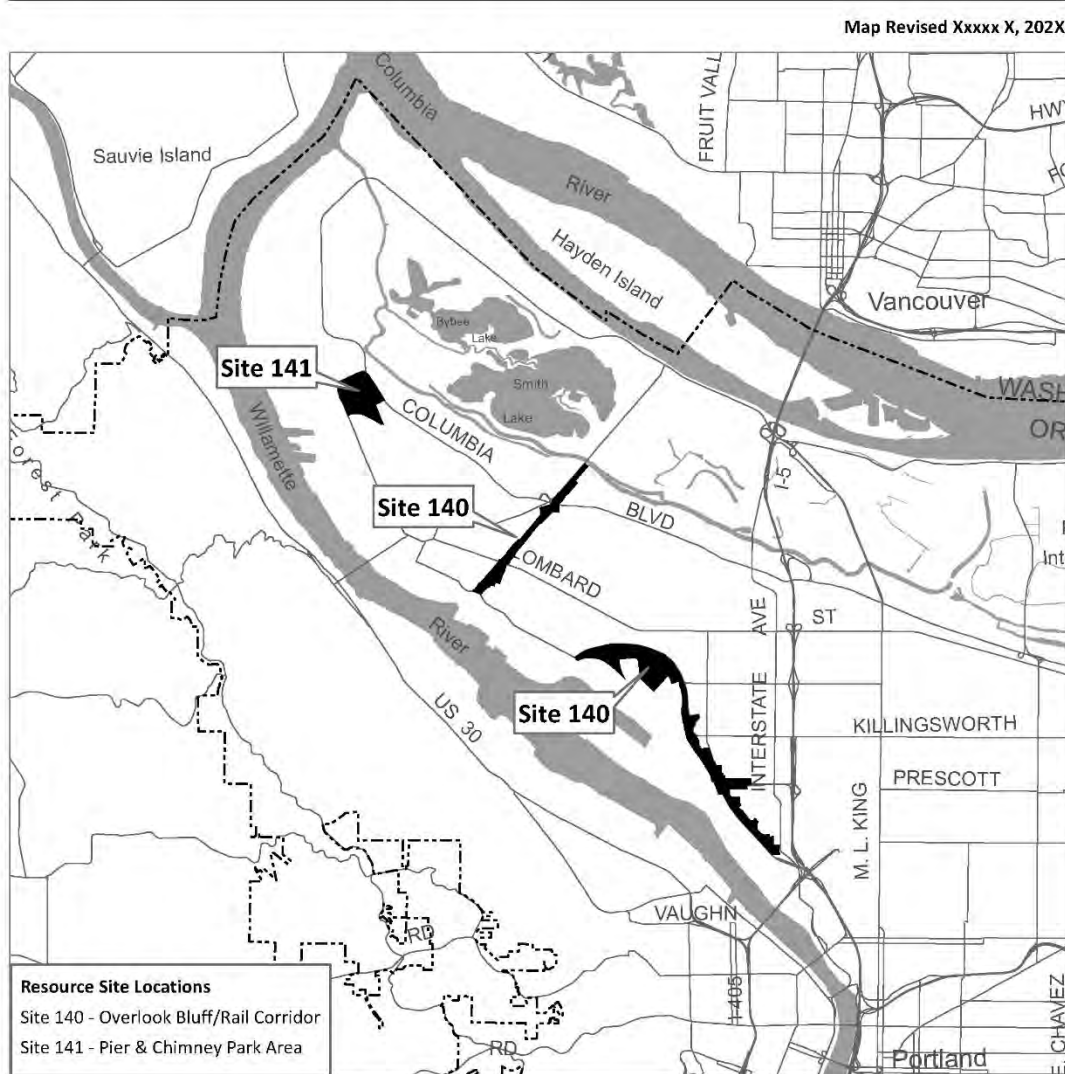 Map Revised Xxxxx X, 202X
Columbia
FRUIT VALL
HWY
Sauvie Island
River
Hayden Island
Vancouver
Bybee
Lake
Site 141
Smith
Lake
WASH
OR
Willamette
COLUMBIA
Forest Park
I-5
Site 140
BLVD
Int
LOMBARD
ST
River
INTERSTATE AVE
US 30
Site 140
KILLINGSWORTH
PRESCOTT
M. L. KING
VAUGHN
RD
I-405
Resource Site Locations
Site 140 - Overlook Bluff/Rail Corridor
Site 141 - Pier & Chimney Park Area
RD
Portland
E. CHAVEZ